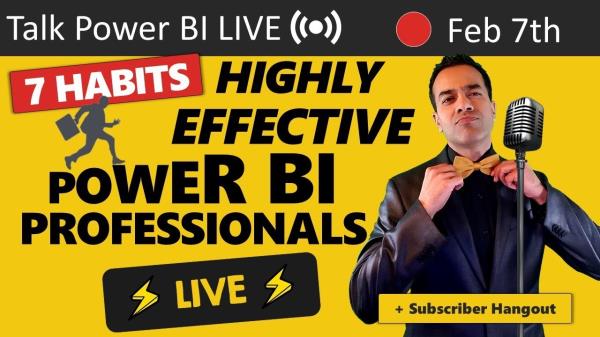 Talk Power BI LIVE
Feb 7th
7 HABITS
HIGHLY
EFFECTIVE
POWER BI
PROFESSIONALS
LIVE
+ Subscriber Hangout